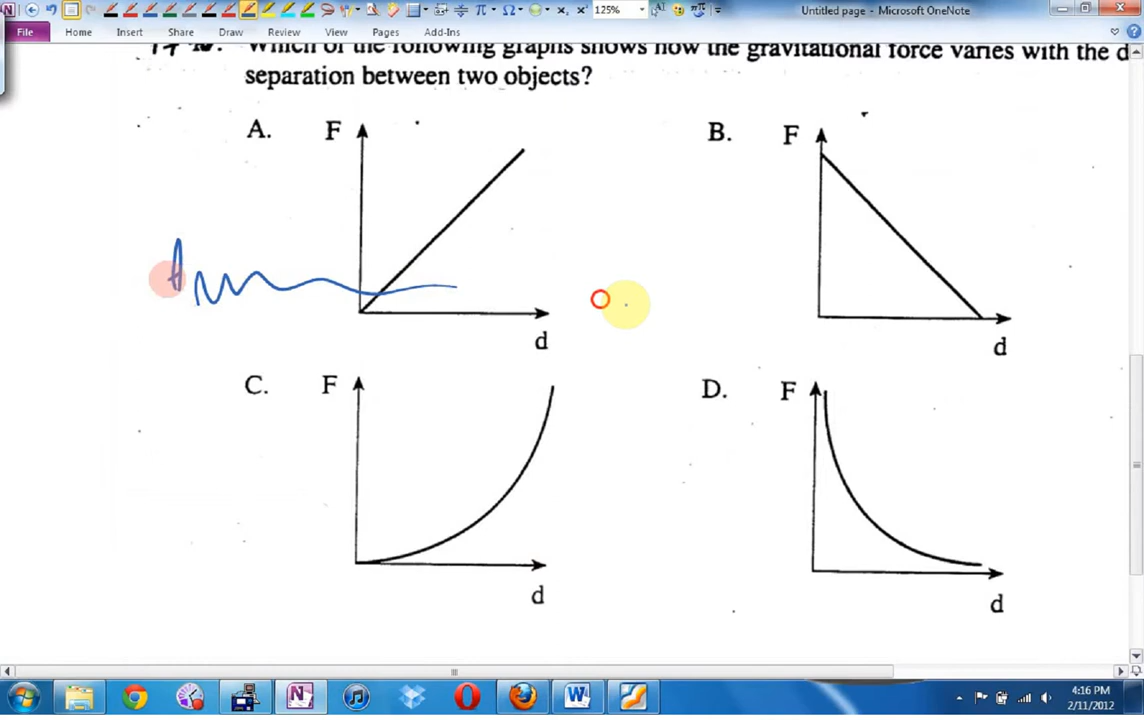 125%
Untitled page - Microsoft OneNote
File Home Insert Share Draw Review View Pages Add-Ins
Which of the following graphs shows how the gravitational force varies with the d
separation between two objects?
A. F
d
B. F
d
C. F
d
D. F
d
4:16 PM
2/11/2012